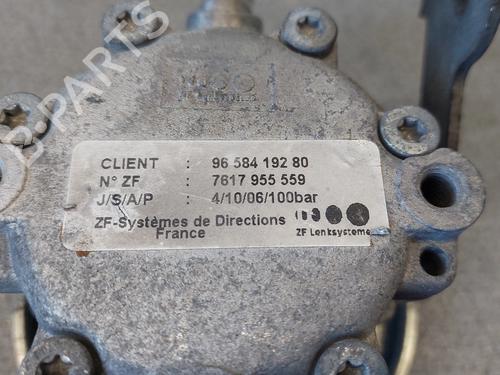 CLIENT : 96 584 192 80
N° ZF : 7617 955 559
J/S/A/P : 4/10/06/100bar
ZF-Systèmes de Directions
France
ZF Lenksysteme
B-PARTS